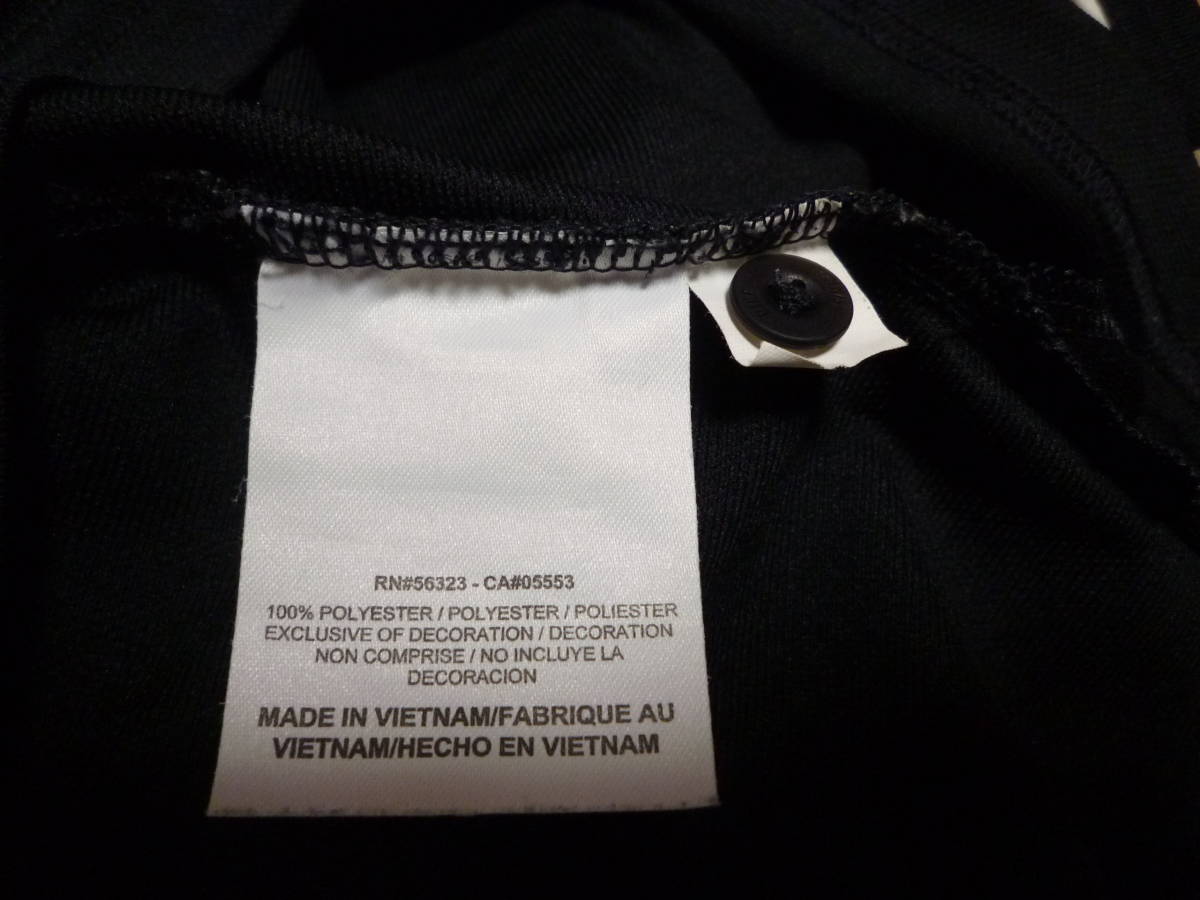 RN#56323 - CA#05553
100% POLYESTER / POLYESTER / POLIESTER
EXCLUSIVE OF DECORATION / DECORATION
NON COMPRISE / NO INCLUYE LA
DECORACION
MADE IN VIETNAM/FABRIQUE AU
VIETNAM/HECHO EN VIETNAM